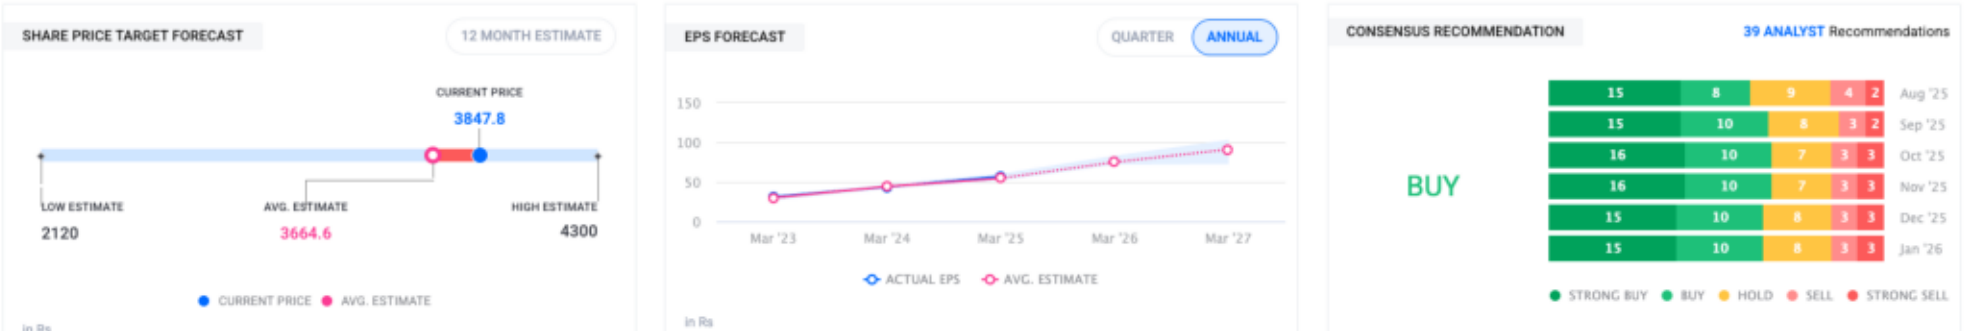 SHARE PRICE TARGET FORECAST
12 MONTH ESTIMATE
CURRENT PRICE
3847.8
LOW ESTIMATE
AVG. ESTIMATE
HIGH ESTIMATE
2120
3664.6
4300
CURRENT PRICE
AVG. ESTIMATE
in Rs
EPS FORECAST
QUARTER
ANNUAL
150
100
50
0
Mar '23
Mar '24
Mar '25
Mar '26
Mar '27
ACTUAL EPS
AVG. ESTIMATE
in Rs
CONSENSUS RECOMMENDATION
39 ANALYST Recommendations
BUY
15 8 9 4 2 Aug '25
15 10 8 3 2 Sep '25
16 10 7 3 3 Oct '25
16 10 7 3 3 Nov '25
15 10 8 3 3 Dec '25
15 10 8 3 3 Jan '26
STRONG BUY
BUY
HOLD
SELL
STRONG SELL